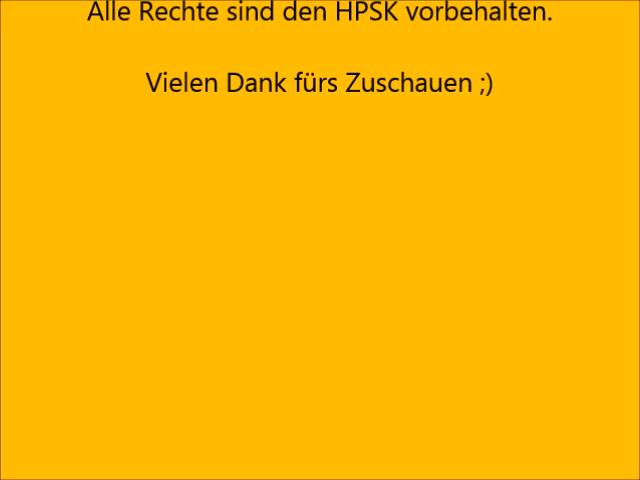 Alle Rechte sind den HPSK vorbehalten.
Vielen Dank fürs Zuschauen ;)